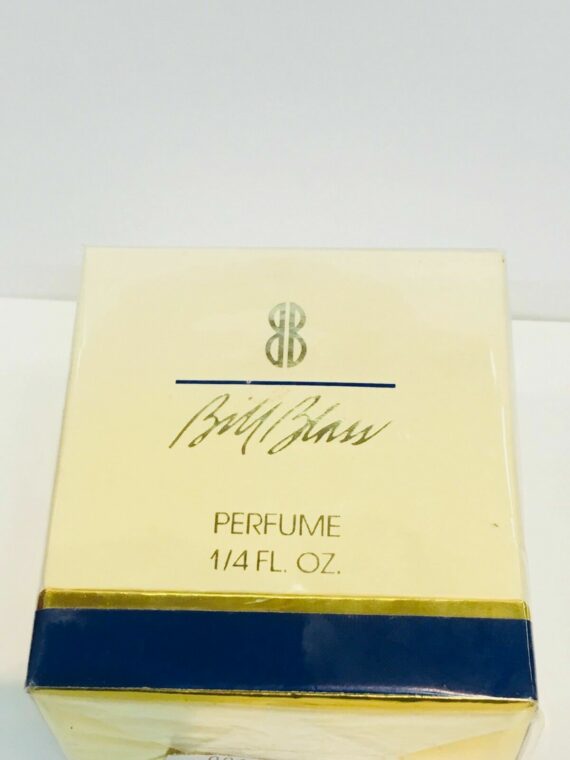 Bill Blass
PERFUME
1/4 FL. OZ.